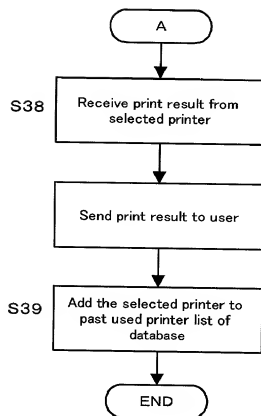 A
S38
Receive print result from
selected printer
Send print result to user
S39
Add the selected printer to
past used printer list of
database
END